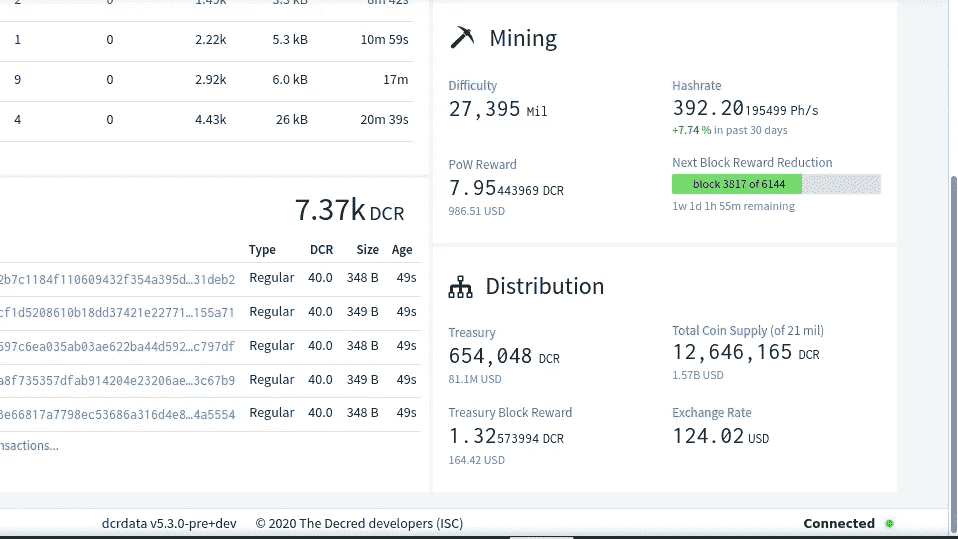 1 0 2.22k 5.3 kB 10m 59s
9 0 2.92k 6.0 kB 17m
4 0 4.43k 26 kB 20m 39s
7.37k DCR
Type DCR Size Age
2b7c1184f110609432f354a395d…31deb2 Regular 40.0 348 B 49s
cf1d5208610b18dd37421e22771…155a71 Regular 40.0 349 B 49s
597c6ea035ab03ae622ba44d592…c797df Regular 40.0 348 B 49s
a8f735357dfab914204e23206ae…3c67b9 Regular 40.0 349 B 49s
3e66817a7798ec53686a316d4e8…4a5554 Regular 40.0 348 B 49s
nsactions...
Mining
Difficulty
27,395 Mil
Hashrate
392.20195499 Ph/s
+7.74 % in past 30 days
PoW Reward
7.95443969 DCR
986.51 USD
Next Block Reward Reduction
block 3817 of 6144
1w 1d 1h 55m remaining
Distribution
Treasury
654,048 DCR
81.1M USD
Total Coin Supply (of 21 mil)
12,646,165 DCR
1.57B USD
Treasury Block Reward
1.32573994 DCR
164.42 USD
Exchange Rate
124.02 USD
dcrdata v5.3.0-pre+dev © 2020 The Decred developers (ISC) Connected